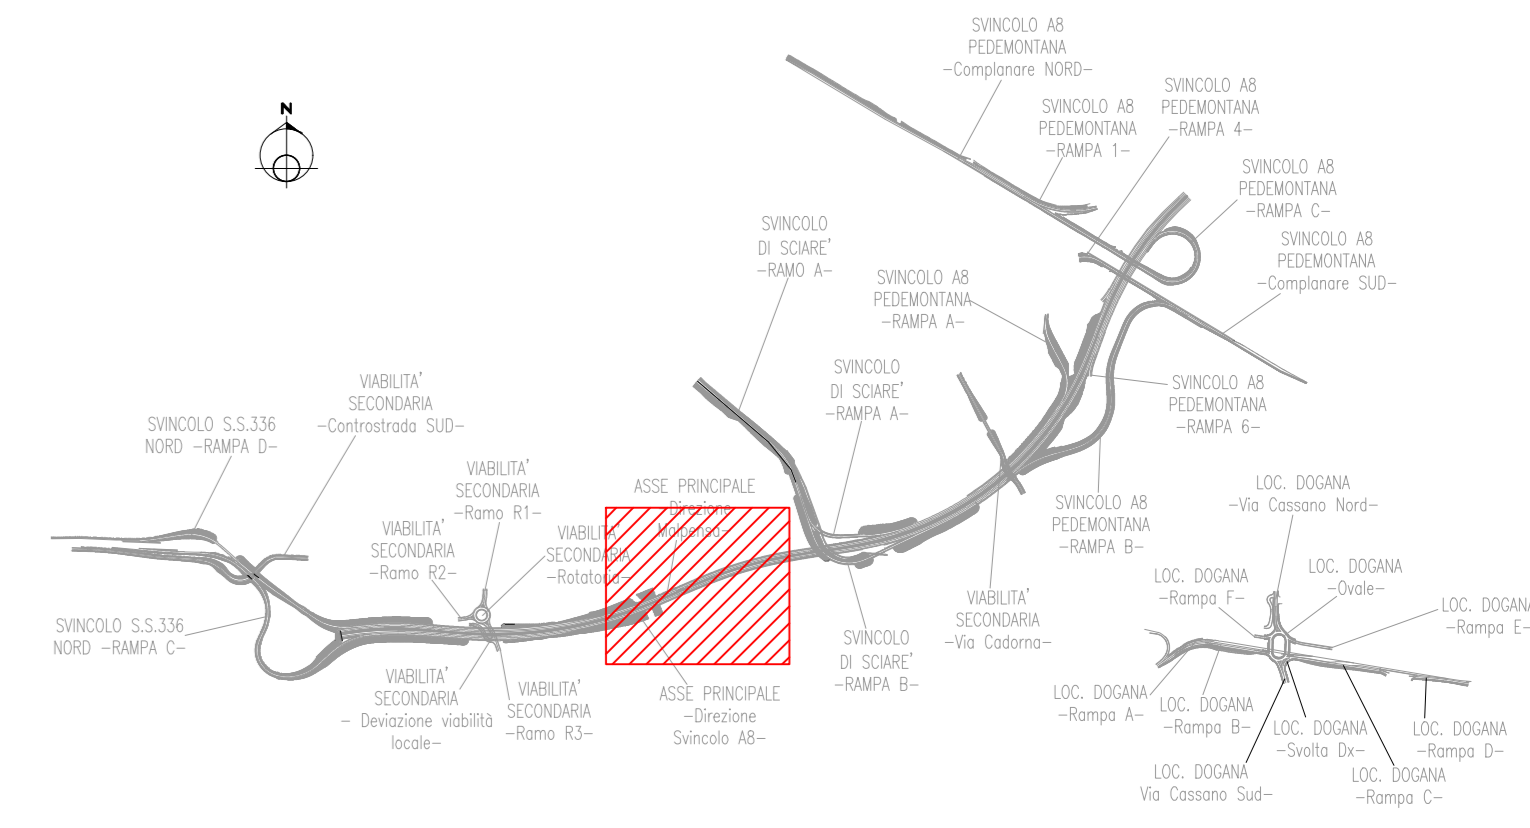 SVINCOLO A8
PEDEMONTANA
-Complanare NORD-
SVINCOLO A8
PEDEMONTANA
-RAMPA 4-
SVINCOLO A8
PEDEMONTANA
-RAMPA 1-
N
SVINCOLO A8
PEDEMONTANA
-RAMPA C-
SVINCOLO
DI SCIARE'
-RAMO A-
SVINCOLO A8
PEDEMONTANA
-Complanare SUD-
SVINCOLO A8
PEDEMONTANA
-RAMPA A-
SVINCOLO
DI SCIARE'
-RAMPA A-
VIABILITA'
SECONDARIA
-Controstrada SUD-
SVINCOLO A8
PEDEMONTANA
-RAMPA 6-
SVINCOLO S.S.336
NORD -RAMPA D-
VIABILITA'
SECONDARIA
-Ramo R1-
ASSE PRINCIPALE
-Direzione
Malpensa-
LOC. DOGANA
-Via Cassano Nord-
SVINCOLO A8
PEDEMONTANA
-RAMPA B-
VIABILITA'
SECONDARIA
-Ramo R2-
VIABILITA'
SECONDARIA
-Rotatoria-
LOC. DOGANA
-Ovale-
LOC. DOGANA
-Rampa F-
VIABILITA'
SECONDARIA
-Via Cadorna-
LOC. DOGANA
-Rampa E-
SVINCOLO S.S.336
NORD -RAMPA C-
SVINCOLO
DI SCIARE'
-RAMPA B-
VIABILITA'
SECONDARIA
- Deviazione viabilità
locale-
VIABILITA'
SECONDARIA
-Ramo R3-
ASSE PRINCIPALE
-Direzione
Svincolo A8-
LOC. DOGANA
-Rampa A-
LOC. DOGANA
-Rampa B-
LOC. DOGANA
-Svolta Dx-
LOC. DOGANA
-Rampa D-
LOC. DOGANA
Via Cassano Sud-
LOC. DOGANA
-Rampa C-